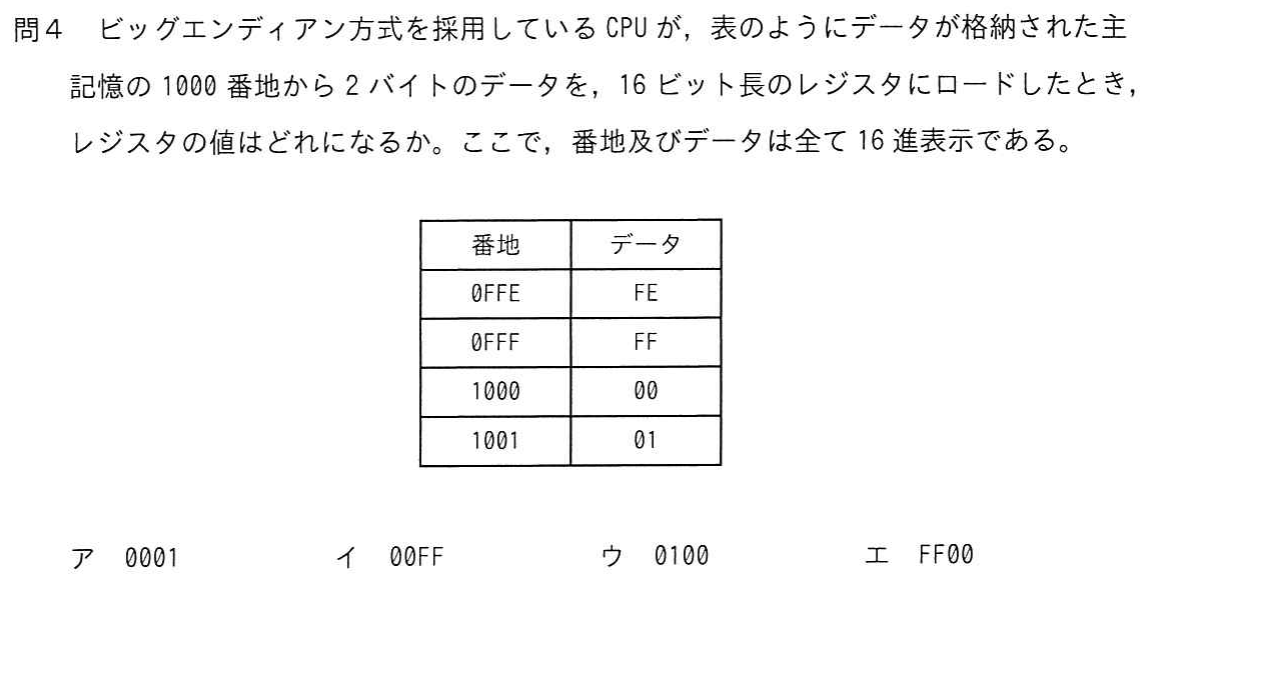 問4 ビッグエンディアン方式を採用しているCPUが，表のようにデータが格納された主
記憶の1000番地から2バイトのデータを，16ビット長のレジスタにロードしたとき，
レジスタの値はどれになるか。ここで，番地及びデータは全て16進表示である。
番地 データ
0FFE FE
0FFF FF
1000 00
1001 01
ア 0001 イ 00FF ウ 0100 エ FF00